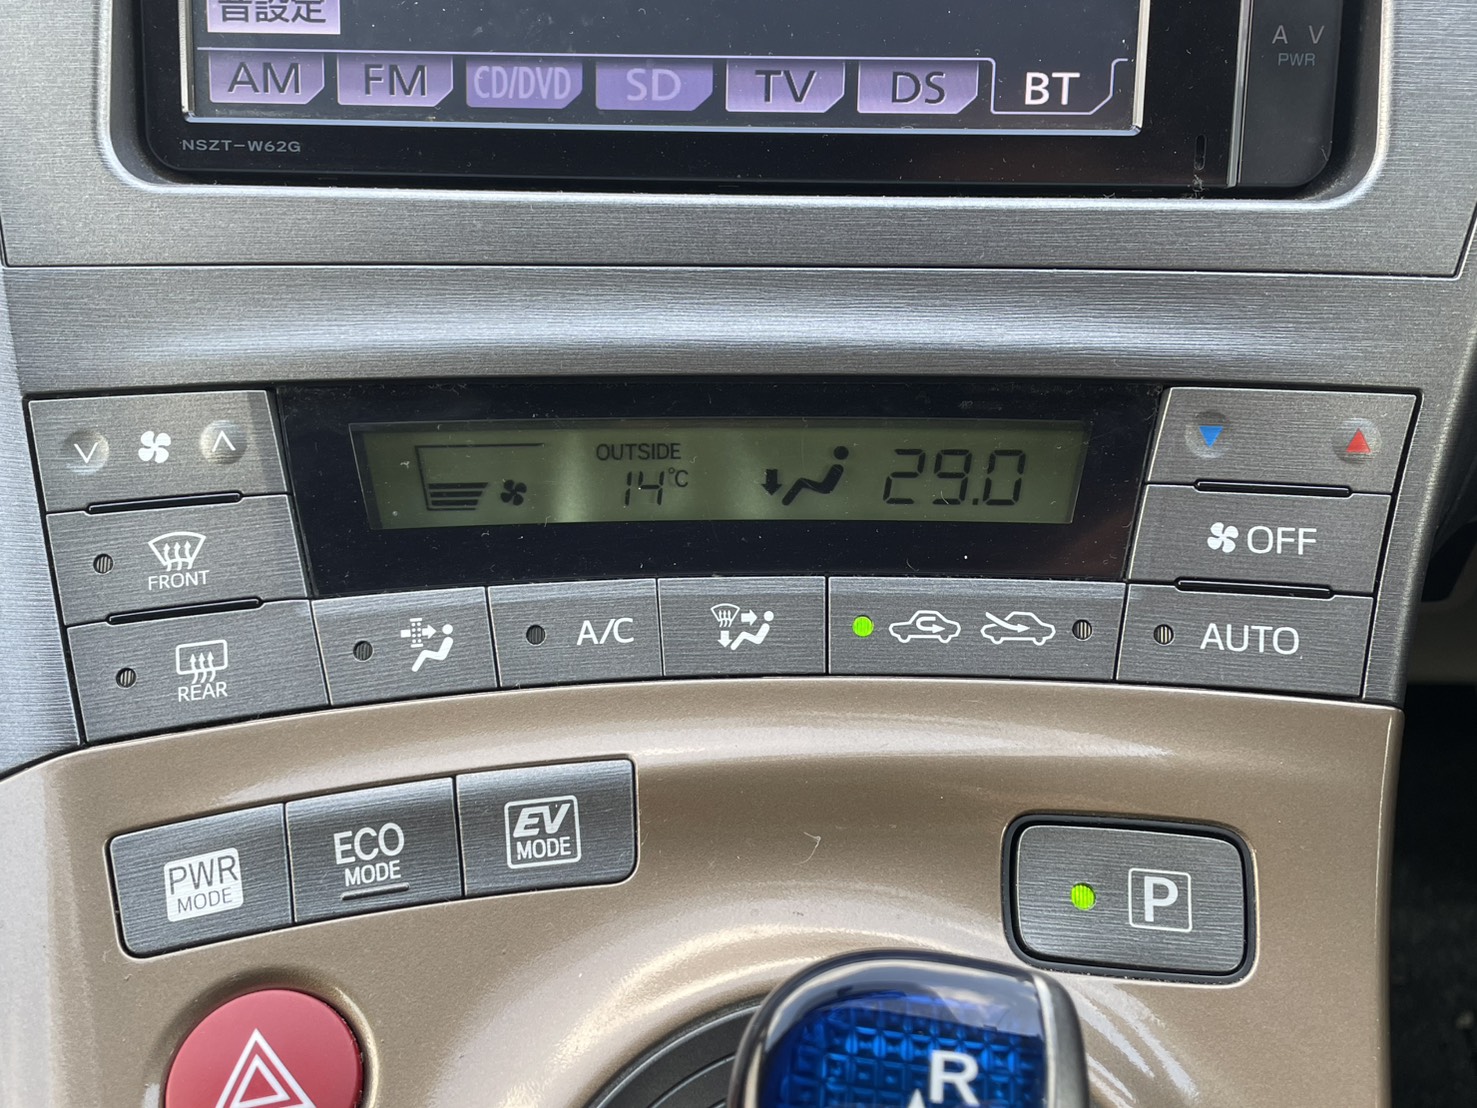 音設定
AM FM CD/DVD SD TV DS BT
NSZT-W62G
A V
PWR
OUTSIDE
14℃
29.0
FRONT
OFF
REAR
A/C
AUTO
PWR
MODE
ECO
MODE
EV
MODE
P
R